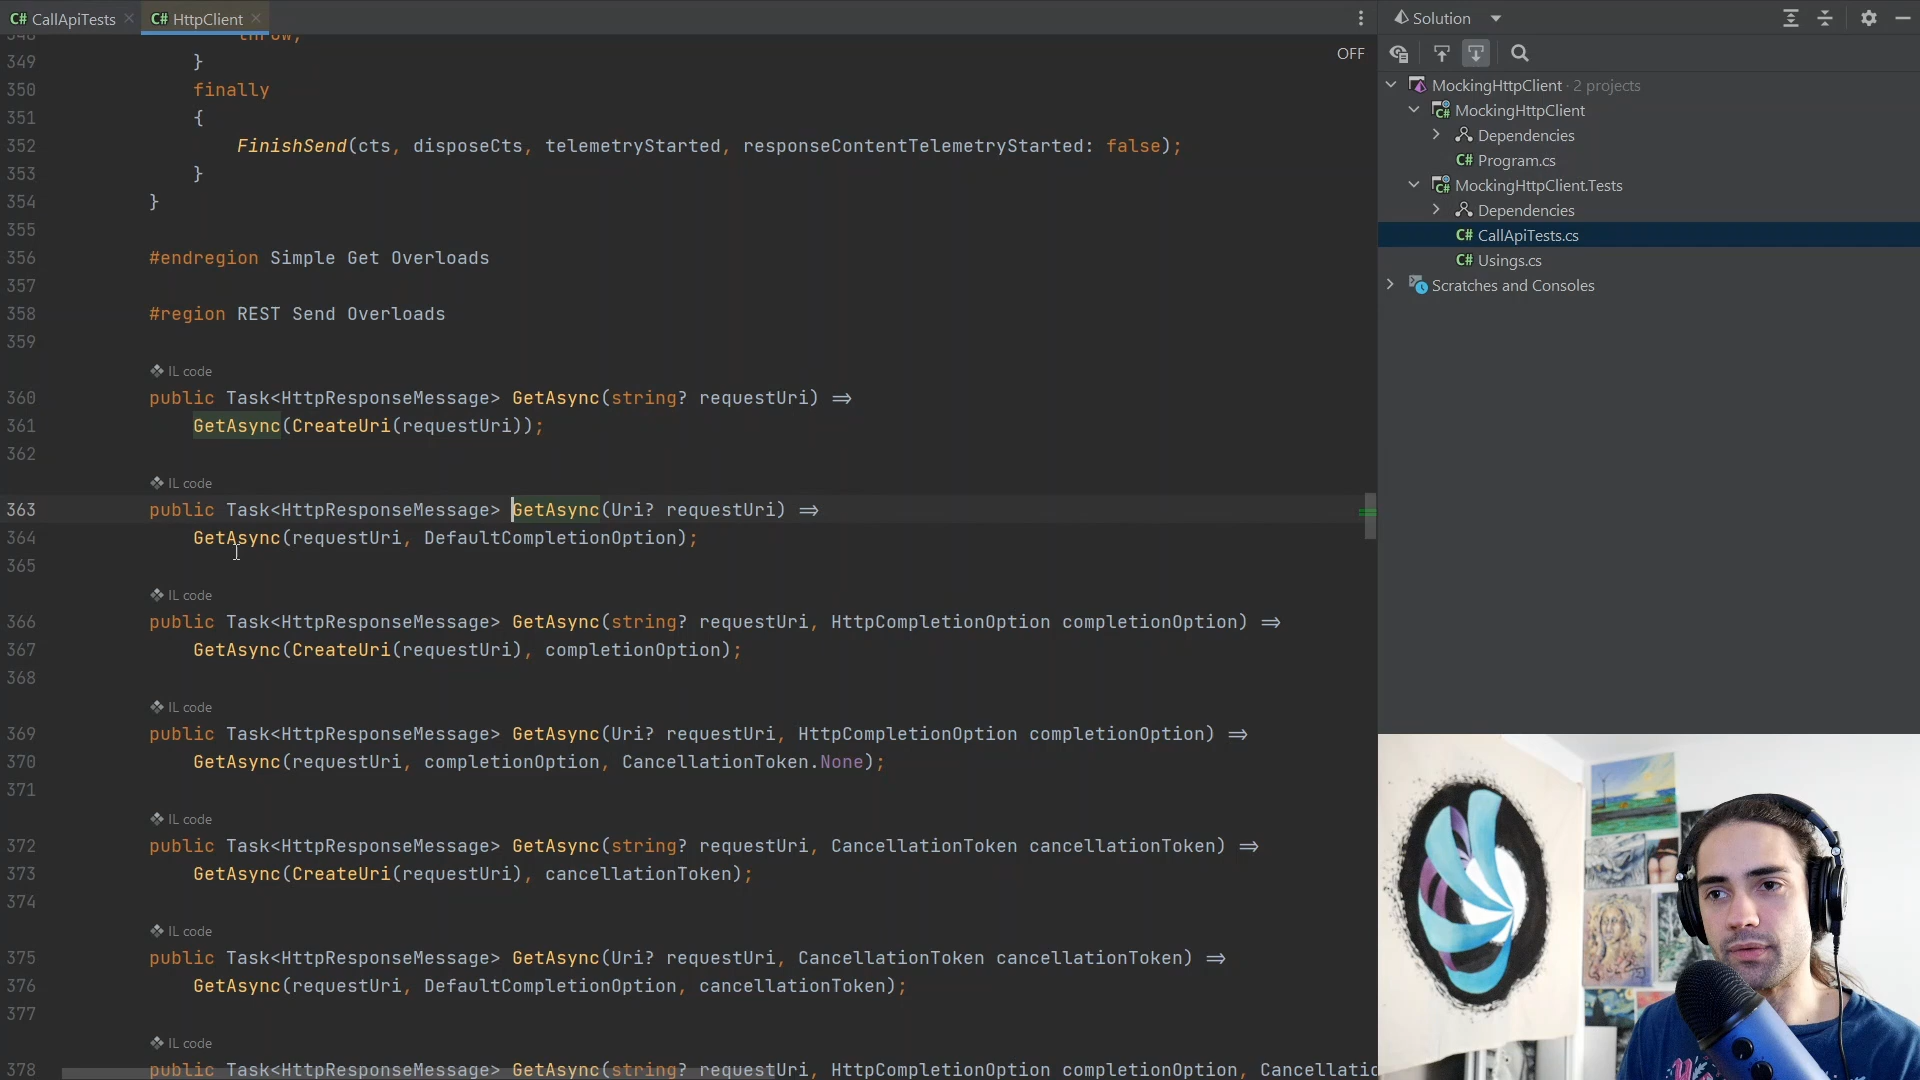 C# CallApiTests
C# HttpClient
Solution
OFF
349 }
350 finally
351 {
352 FinishSend(cts, disposeCts, telemetryStarted, responseContentTelemetryStarted: false);
353 }
354 }
355
356 #endregion Simple Get Overloads
357
358 #region REST Send Overloads
359
IL code
360 public Task<HttpResponseMessage> GetAsync(string? requestUri) =>
361 GetAsync(CreateUri(requestUri));
362
IL code
363 public Task<HttpResponseMessage> GetAsync(Uri? requestUri) =>
364 GetAsync(requestUri, DefaultCompletionOption);
365
IL code
366 public Task<HttpResponseMessage> GetAsync(string? requestUri, HttpCompletionOption completionOption) =>
367 GetAsync(CreateUri(requestUri), completionOption);
368
IL code
369 public Task<HttpResponseMessage> GetAsync(Uri? requestUri, HttpCompletionOption completionOption) =>
370 GetAsync(requestUri, completionOption, CancellationToken.None);
371
IL code
372 public Task<HttpResponseMessage> GetAsync(string? requestUri, CancellationToken cancellationToken) =>
373 GetAsync(CreateUri(requestUri), cancellationToken);
374
IL code
375 public Task<HttpResponseMessage> GetAsync(Uri? requestUri, CancellationToken cancellationToken) =>
376 GetAsync(requestUri, DefaultCompletionOption, cancellationToken);
377
IL code
378 public Task<HttpResponseMessage> GetAsync(string? requestUri, HttpCompletionOption completionOption, Cancellatio
MockingHttpClient · 2 projects
C# MockingHttpClient
Dependencies
C# Program.cs
C# MockingHttpClient.Tests
Dependencies
C# CallApiTests.cs
C# Usings.cs
Scratches and Consoles